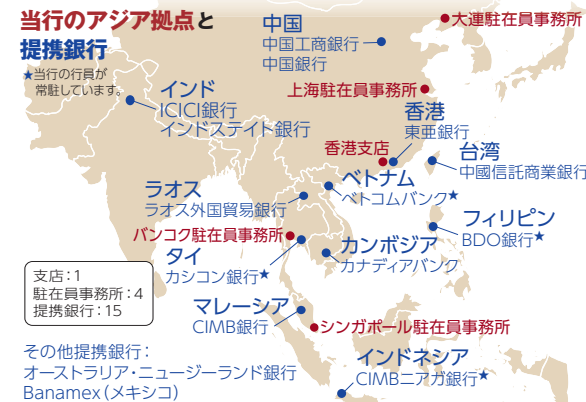 当行のアジア拠点と
提携銀行
★当行の行員が
常駐しています。
中国
中国工商銀行
中国銀行
大連駐在員事務所
上海駐在員事務所
インド
ICICI銀行
インドステイト銀行
香港
東亜銀行
香港支店
台湾
中國信託商業銀行
ベトナム
ベトコムバンク★
ラオス
ラオス外国貿易銀行
フィリピン
BDO銀行★
バンコク駐在員事務所
タイ
カシコン銀行★
カンボジア
カナディアバンク
支店：1
駐在員事務所：4
提携銀行：15
マレーシア
CIMB銀行
シンガポール駐在員事務所
インドネシア
CIMBニアガ銀行★
その他提携銀行：
オーストラリア・ニュージーランド銀行
Banamex（メキシコ）